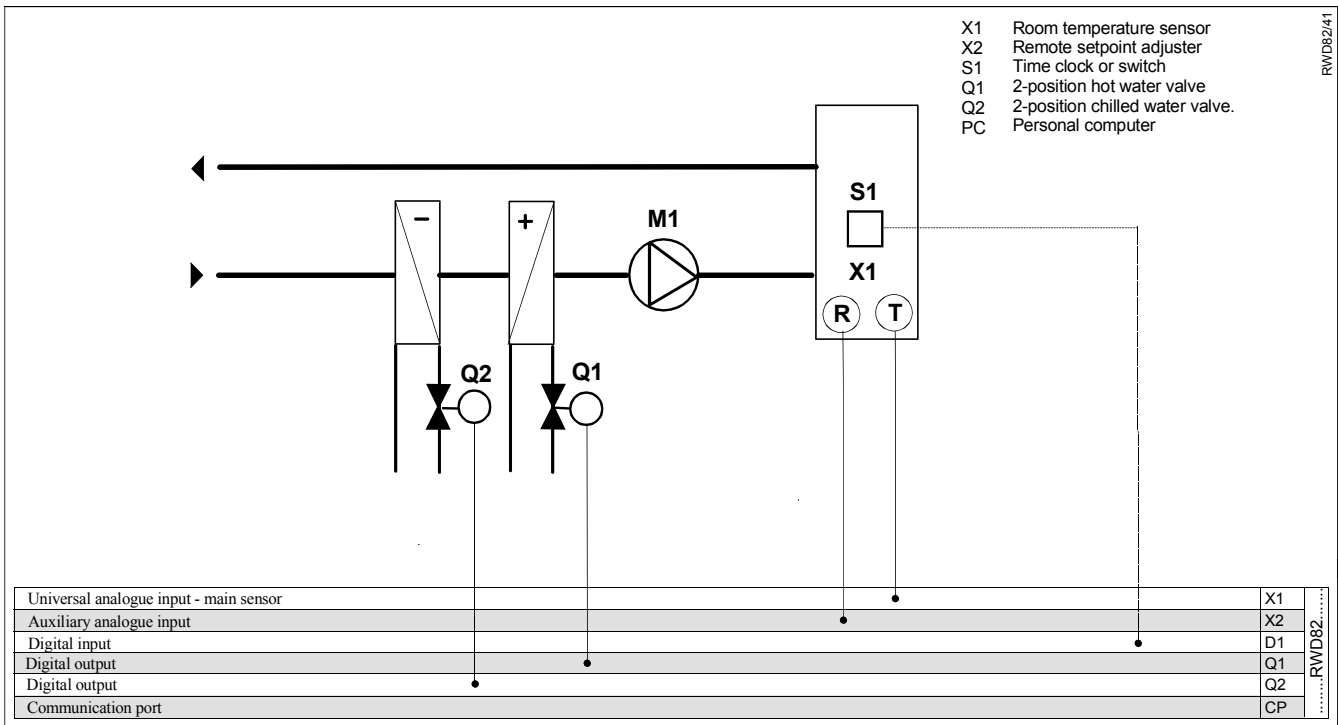 X1 Room temperature sensor
X2 Remote setpoint adjuster
S1 Time clock or switch
Q1 2-position hot water valve
Q2 2-position chilled water valve.
PC Personal computer
RWD82/41
S1
− + M1
X1
R T
Q2 Q1
Universal analogue input - main sensor X1
Auxiliary analogue input X2
Digital input D1
Digital output Q1
Digital output Q2
Communication port CP
........RWD82......